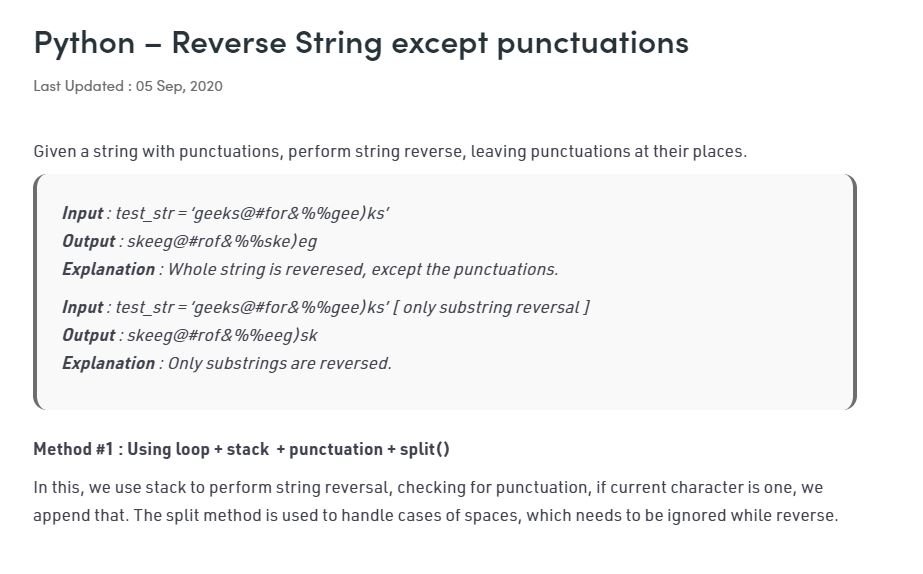 Python – Reverse String except punctuations
Last Updated : 05 Sep, 2020
Given a string with punctuations, perform string reverse, leaving punctuations at their places.
Input : test_str = ‘geeks@#for&%%gee)ks’
Output : skeeg@#rof&%%ske)eg
Explanation : Whole string is reveresed, except the punctuations.
Input : test_str = ‘geeks@#for&%%gee)ks’ [ only substring reversal ]
Output : skeeg@#rof&%%eeg)sk
Explanation : Only substrings are reversed.
Method #1 : Using loop + stack + punctuation + split()
In this, we use stack to perform string reversal, checking for punctuation, if current character is one, we
append that. The split method is used to handle cases of spaces, which needs to be ignored while reverse.